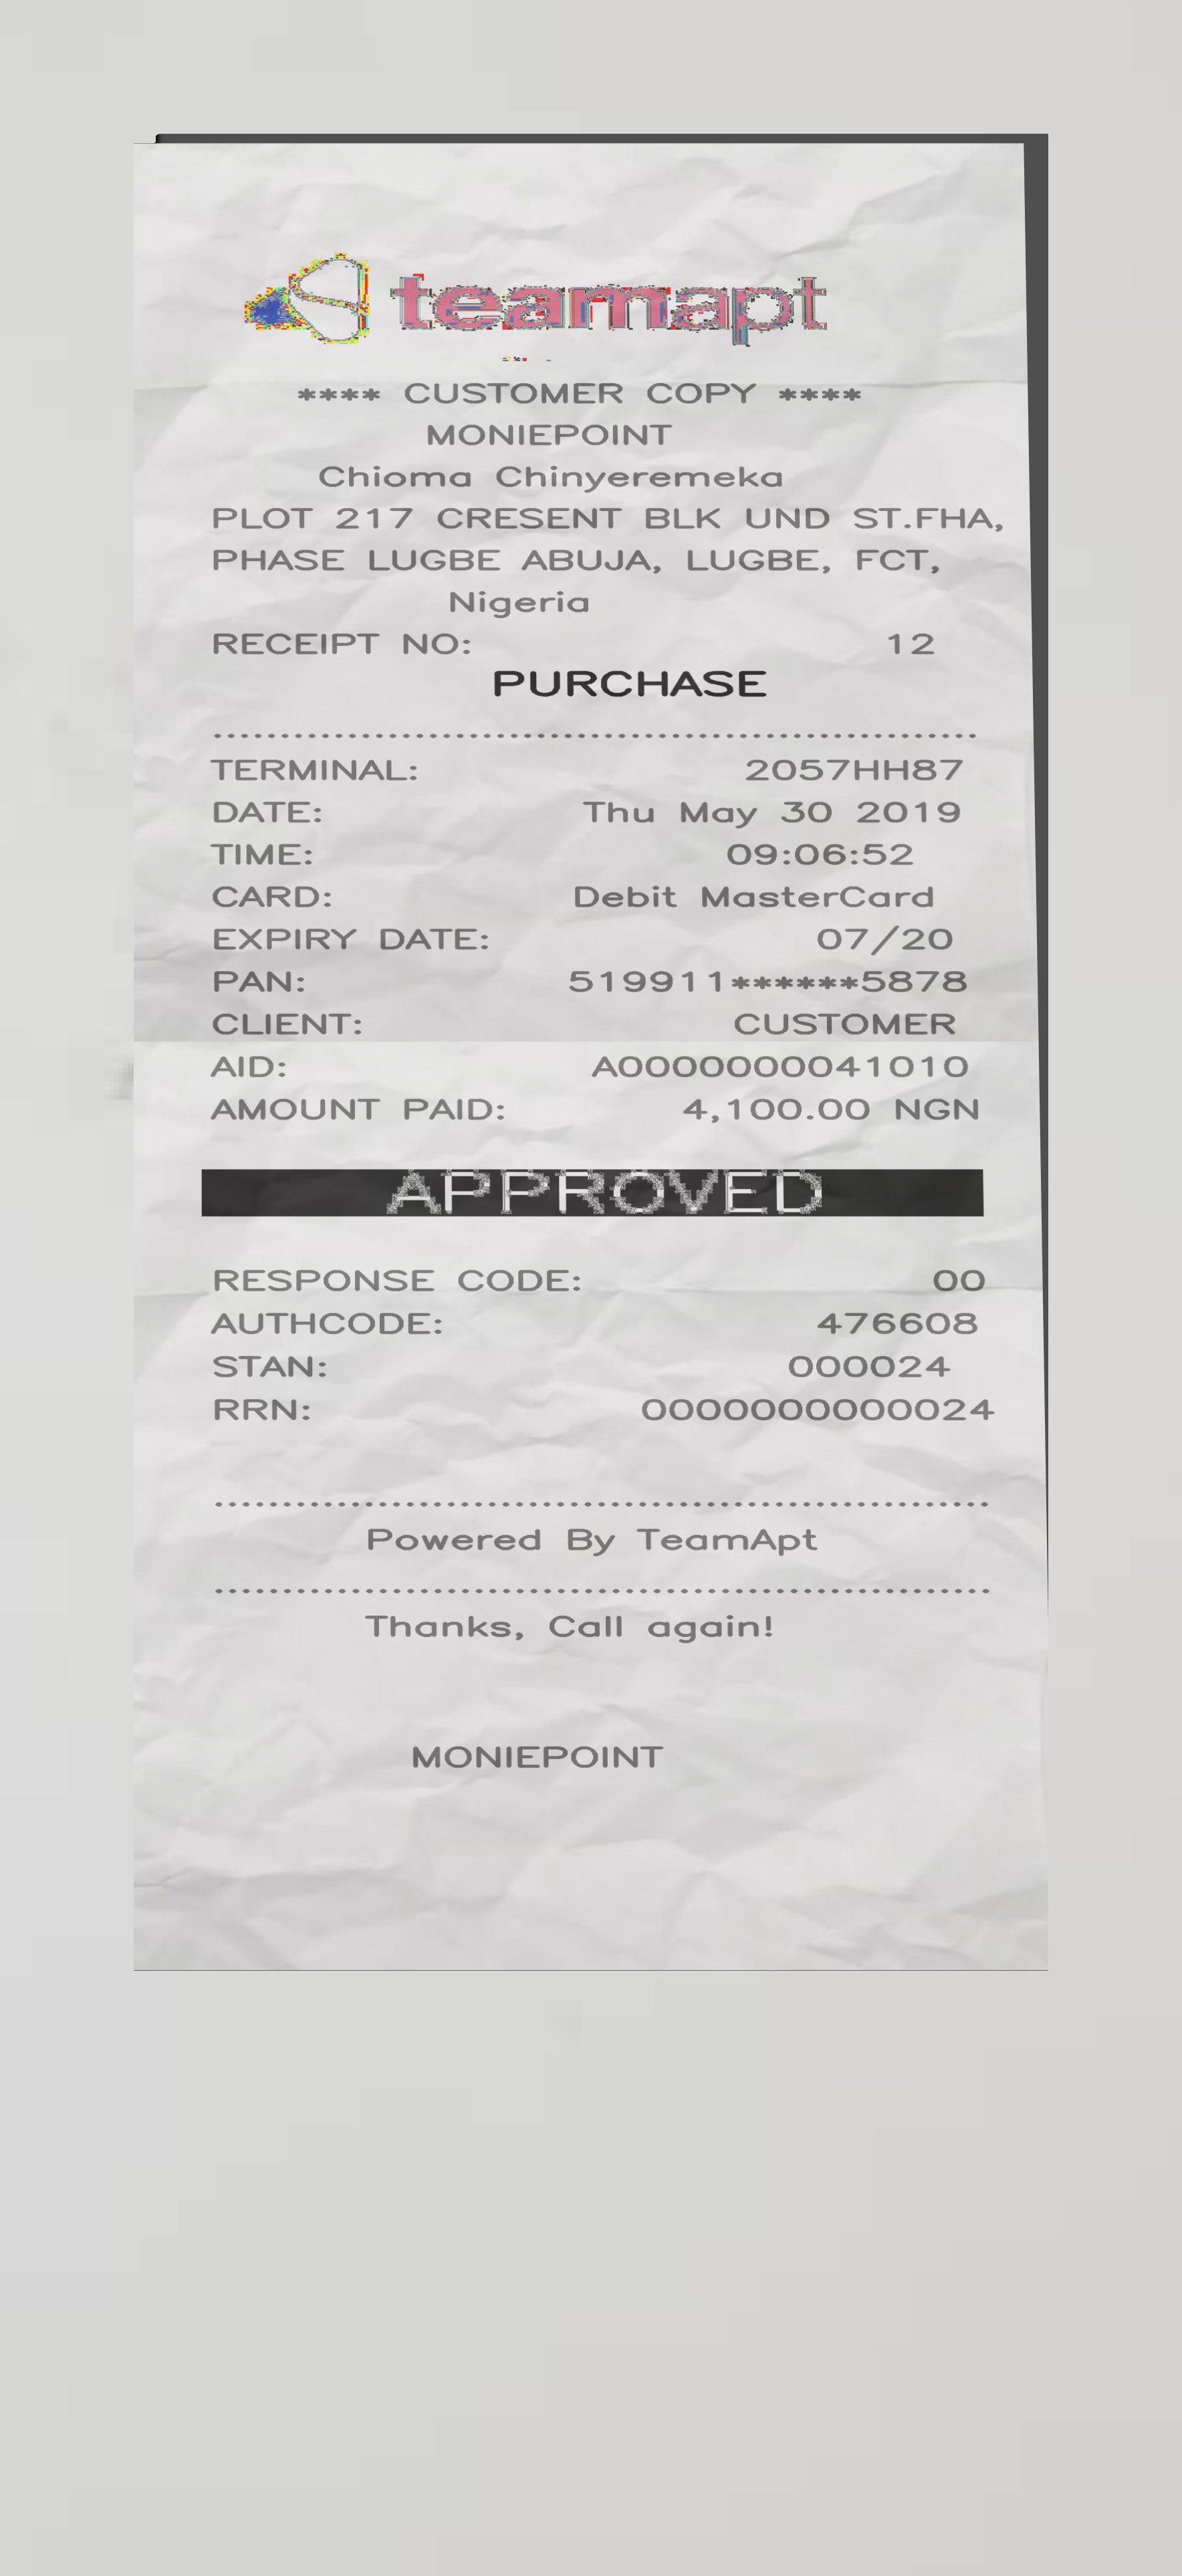 teamapt
**** CUSTOMER COPY ****
MONIEPOINT
Chioma Chinyeremeka
PLOT 217 CRESENT BLK UND ST.FHA,
PHASE LUGBE ABUJA, LUGBE, FCT,
Nigeria
RECEIPT NO: 12
PURCHASE
TERMINAL: 2057HH87
DATE: Thu May 30 2019
TIME: 09:06:52
CARD: Debit MasterCard
EXPIRY DATE: 07/20
PAN: 519911******5878
CLIENT: CUSTOMER
AID: A0000000041010
AMOUNT PAID: 4,100.00 NGN
APPROVED
RESPONSE CODE: 00
AUTHCODE: 476608
STAN: 000024
RRN: 0000000000024
Powered By TeamApt
Thanks, Call again!
MONIEPOINT